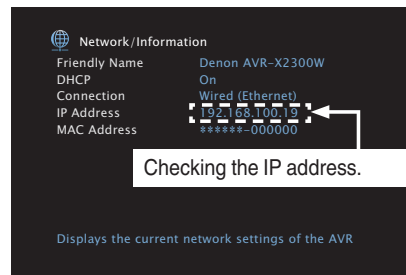 Network/Information
Friendly Name Denon AVR-X2300W
DHCP On
Connection Wired (Ethernet)
IP Address 192.168.100.19
MAC Address ******-000000
Checking the IP address.
Displays the current network settings of the AVR